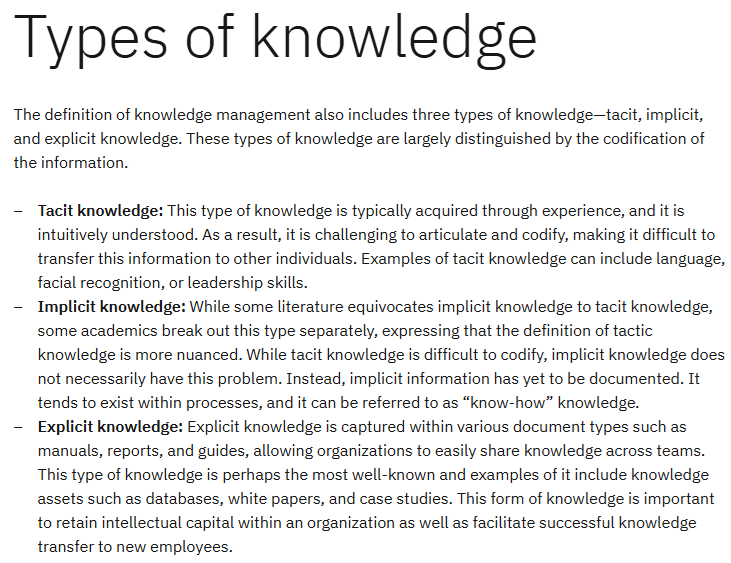 Types of knowledge
The definition of knowledge management also includes three types of knowledge—tacit, implicit,
and explicit knowledge. These types of knowledge are largely distinguished by the codification of
the information.
– Tacit knowledge: This type of knowledge is typically acquired through experience, and it is
intuitively understood. As a result, it is challenging to articulate and codify, making it difficult to
transfer this information to other individuals. Examples of tacit knowledge can include language,
facial recognition, or leadership skills.
– Implicit knowledge: While some literature equivocates implicit knowledge to tacit knowledge,
some academics break out this type separately, expressing that the definition of tactic
knowledge is more nuanced. While tacit knowledge is difficult to codify, implicit knowledge does
not necessarily have this problem. Instead, implicit information has yet to be documented. It
tends to exist within processes, and it can be referred to as “know-how” knowledge.
– Explicit knowledge: Explicit knowledge is captured within various document types such as
manuals, reports, and guides, allowing organizations to easily share knowledge across teams.
This type of knowledge is perhaps the most well-known and examples of it include knowledge
assets such as databases, white papers, and case studies. This form of knowledge is important
to retain intellectual capital within an organization as well as facilitate successful knowledge
transfer to new employees.